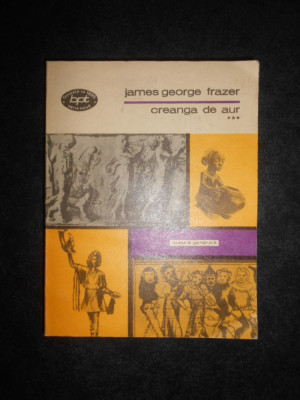 bpt
james george frazer
creanga de aur
***